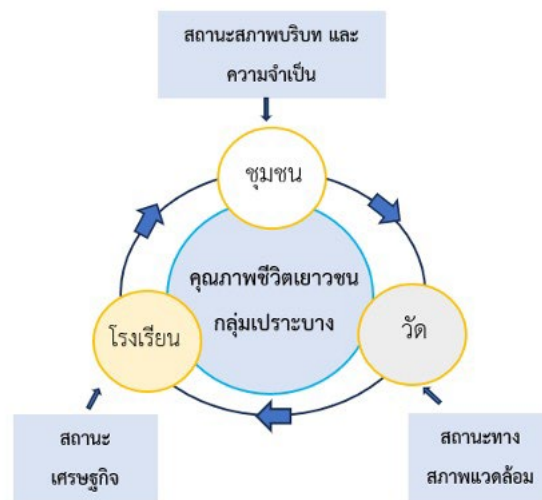 สถานะสภาพบริบท และ
ความจำเป็น
ชุมชน
คุณภาพชีวิตเยาวชน
กลุ่มเปราะบาง
โรงเรียน
วัด
สถานะ
เศรษฐกิจ
สถานะทาง
สภาพแวดล้อม